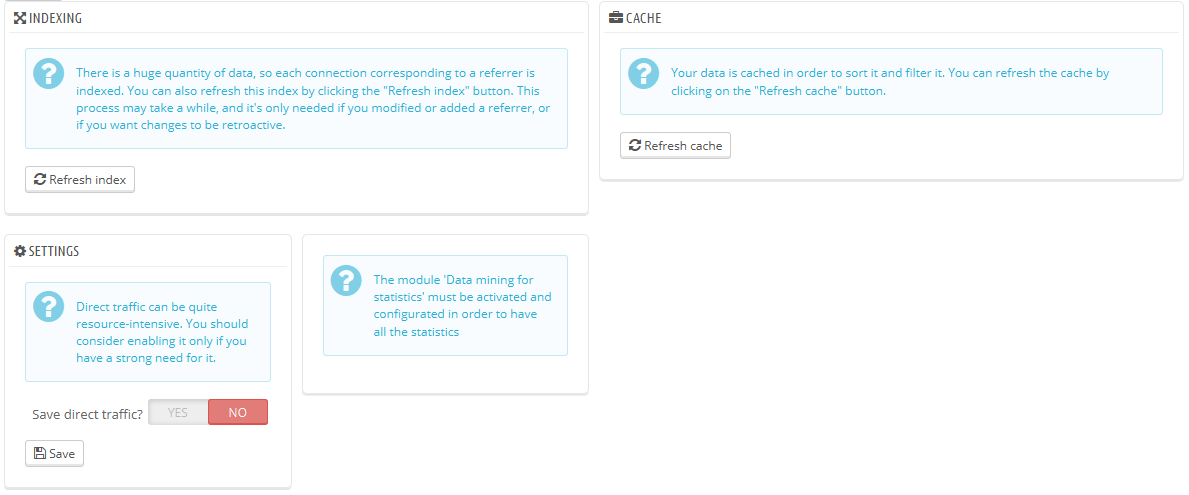 INDEXING
There is a huge quantity of data, so each connection corresponding to a referrer is
indexed. You can also refresh this index by clicking the "Refresh index" button. This
process may take a while, and it's only needed if you modified or added a referrer, or
if you want changes to be retroactive.
Refresh index
CACHE
Your data is cached in order to sort it and filter it. You can refresh the cache by
clicking on the "Refresh cache" button.
Refresh cache
SETTINGS
Direct traffic can be quite
resource-intensive. You should
consider enabling it only if you
have a strong need for it.
Save direct traffic? YES NO
Save
The module 'Data mining for
statistics' must be activated and
configurated in order to have
all the statistics